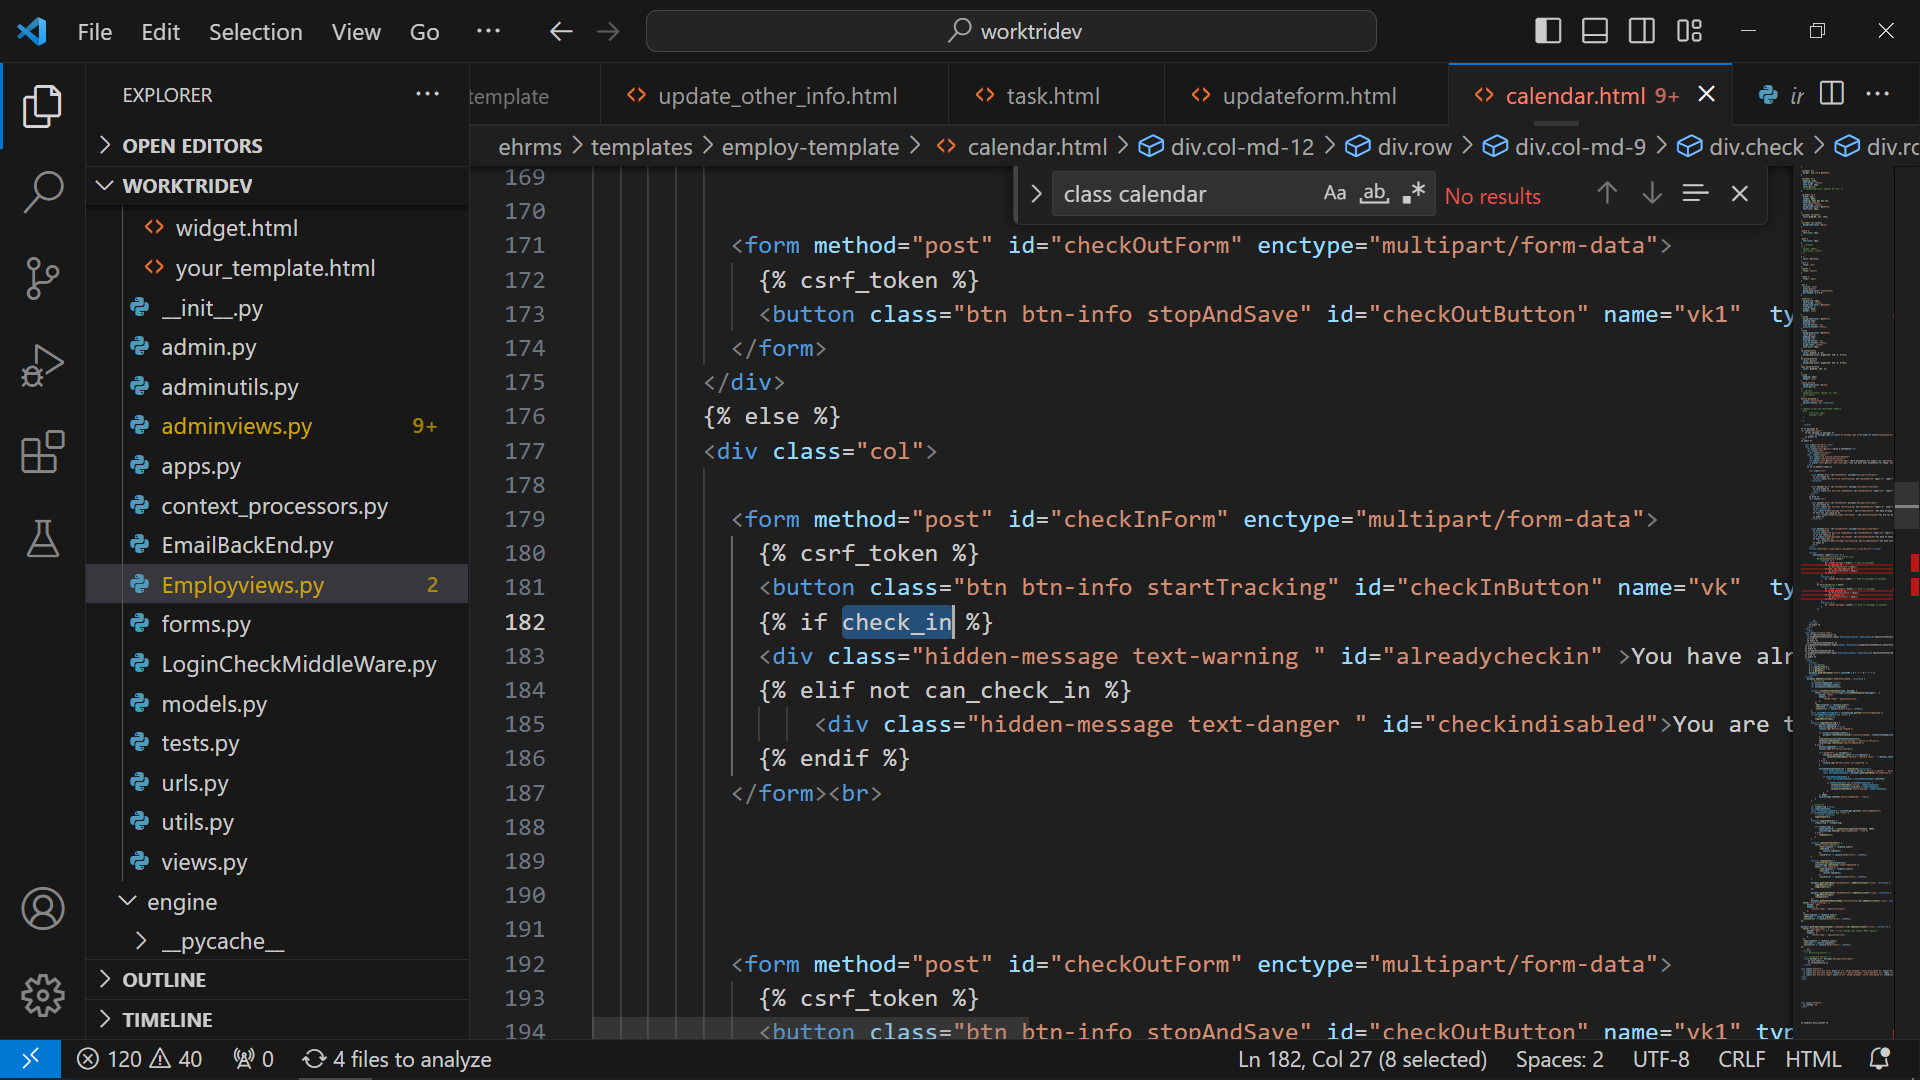 File Edit Selection View Go ··· worktridev
EXPLORER ···
OPEN EDITORS
WORKTRIDEV
widget.html
your_template.html
__init__.py
admin.py
adminutils.py
adminviews.py 9+
apps.py
context_processors.py
EmailBackEnd.py
Employviews.py 2
forms.py
LoginCheckMiddleWare.py
models.py
tests.py
urls.py
utils.py
views.py
engine
__pycache__
OUTLINE
TIMELINE
template update_other_info.html task.html updateform.html calendar.html 9+ ir ···
ehrms > templates > employ-template > calendar.html > div.col-md-12 > div.row > div.col-md-9 > div.check > div.ro
class calendar Aa ab .* No results
169
170
171 <form method="post" id="checkOutForm" enctype="multipart/form-data">
172 {% csrf_token %}
173 <button class="btn btn-info stopAndSave" id="checkOutButton" name="vk1" ty
174 </form>
175 </div>
176 {% else %}
177 <div class="col">
178
179 <form method="post" id="checkInForm" enctype="multipart/form-data">
180 {% csrf_token %}
181 <button class="btn btn-info startTracking" id="checkInButton" name="vk" ty
182 {% if check_in %}
183 <div class="hidden-message text-warning " id="alreadycheckin" >You have alr
184 {% elif not can_check_in %}
185 <div class="hidden-message text-danger " id="checkindisabled">You are t
186 {% endif %}
187 </form><br>
188
189
190
191
192 <form method="post" id="checkOutForm" enctype="multipart/form-data">
193 {% csrf_token %}
194 <button class="btn btn-info stopAndSave" id="checkOutButton" name="vk1" typ
120 40 0 4 files to analyze Ln 182, Col 27 (8 selected) Spaces: 2 UTF-8 CRLF HTML